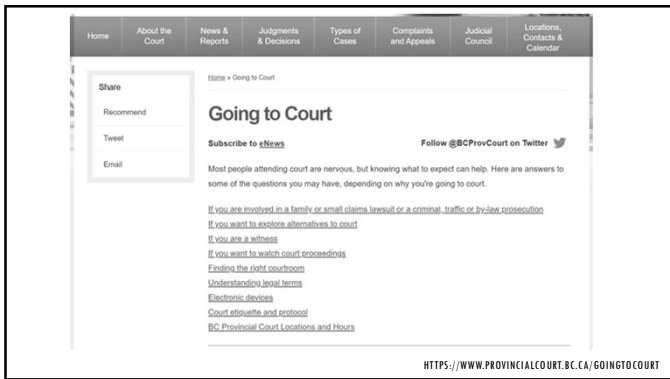 Home
About the
Court
News &
Reports
Judgments
& Decisions
Types of
Cases
Complaints
and Appeals
Judicial
Council
Locations,
Contacts &
Calendar
Share
Recommend
Tweet
Email
Home » Going to Court
Going to Court
Subscribe to eNews
Follow @BCProvCourt on Twitter
Most people attending court are nervous, but knowing what to expect can help. Here are answers to
some of the questions you may have, depending on why you're going to court.
If you are involved in a family or small claims lawsuit or a criminal, traffic or by-law prosecution
If you want to explore alternatives to court
If you are a witness
If you want to watch court proceedings
Finding the right courtroom
Understanding legal terms
Electronic devices
Court etiquette and protocol
BC Provincial Court Locations and Hours
HTTPS://WWW.PROVINCIALCOURT.BC.CA/GOINGTOCOURT